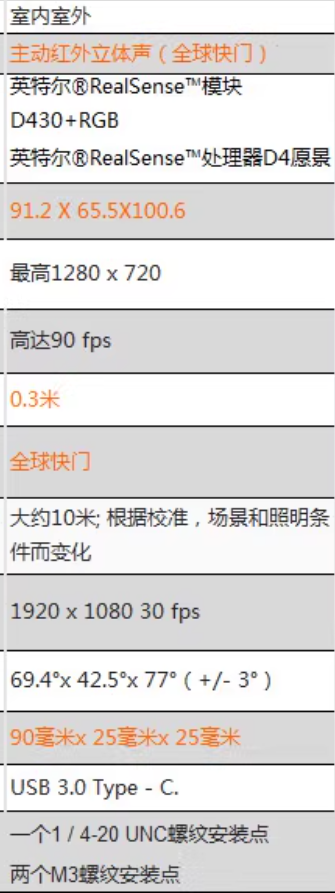 室内室外
主动红外立体声（全球快门）
英特尔®RealSense™模块
D430+RGB
英特尔®RealSense™处理器D4愿景
91.2 X 65.5X100.6
最高1280 x 720
高达90 fps
0.3米
全球快门
大约10米; 根据校准，场景和照明条
件而变化
1920 x 1080 30 fps
69.4°x 42.5°x 77°（+/- 3°）
90毫米x 25毫米x 25毫米
USB 3.0 Type - C.
一个1 / 4-20 UNC螺纹安装点
两个M3螺纹安装点